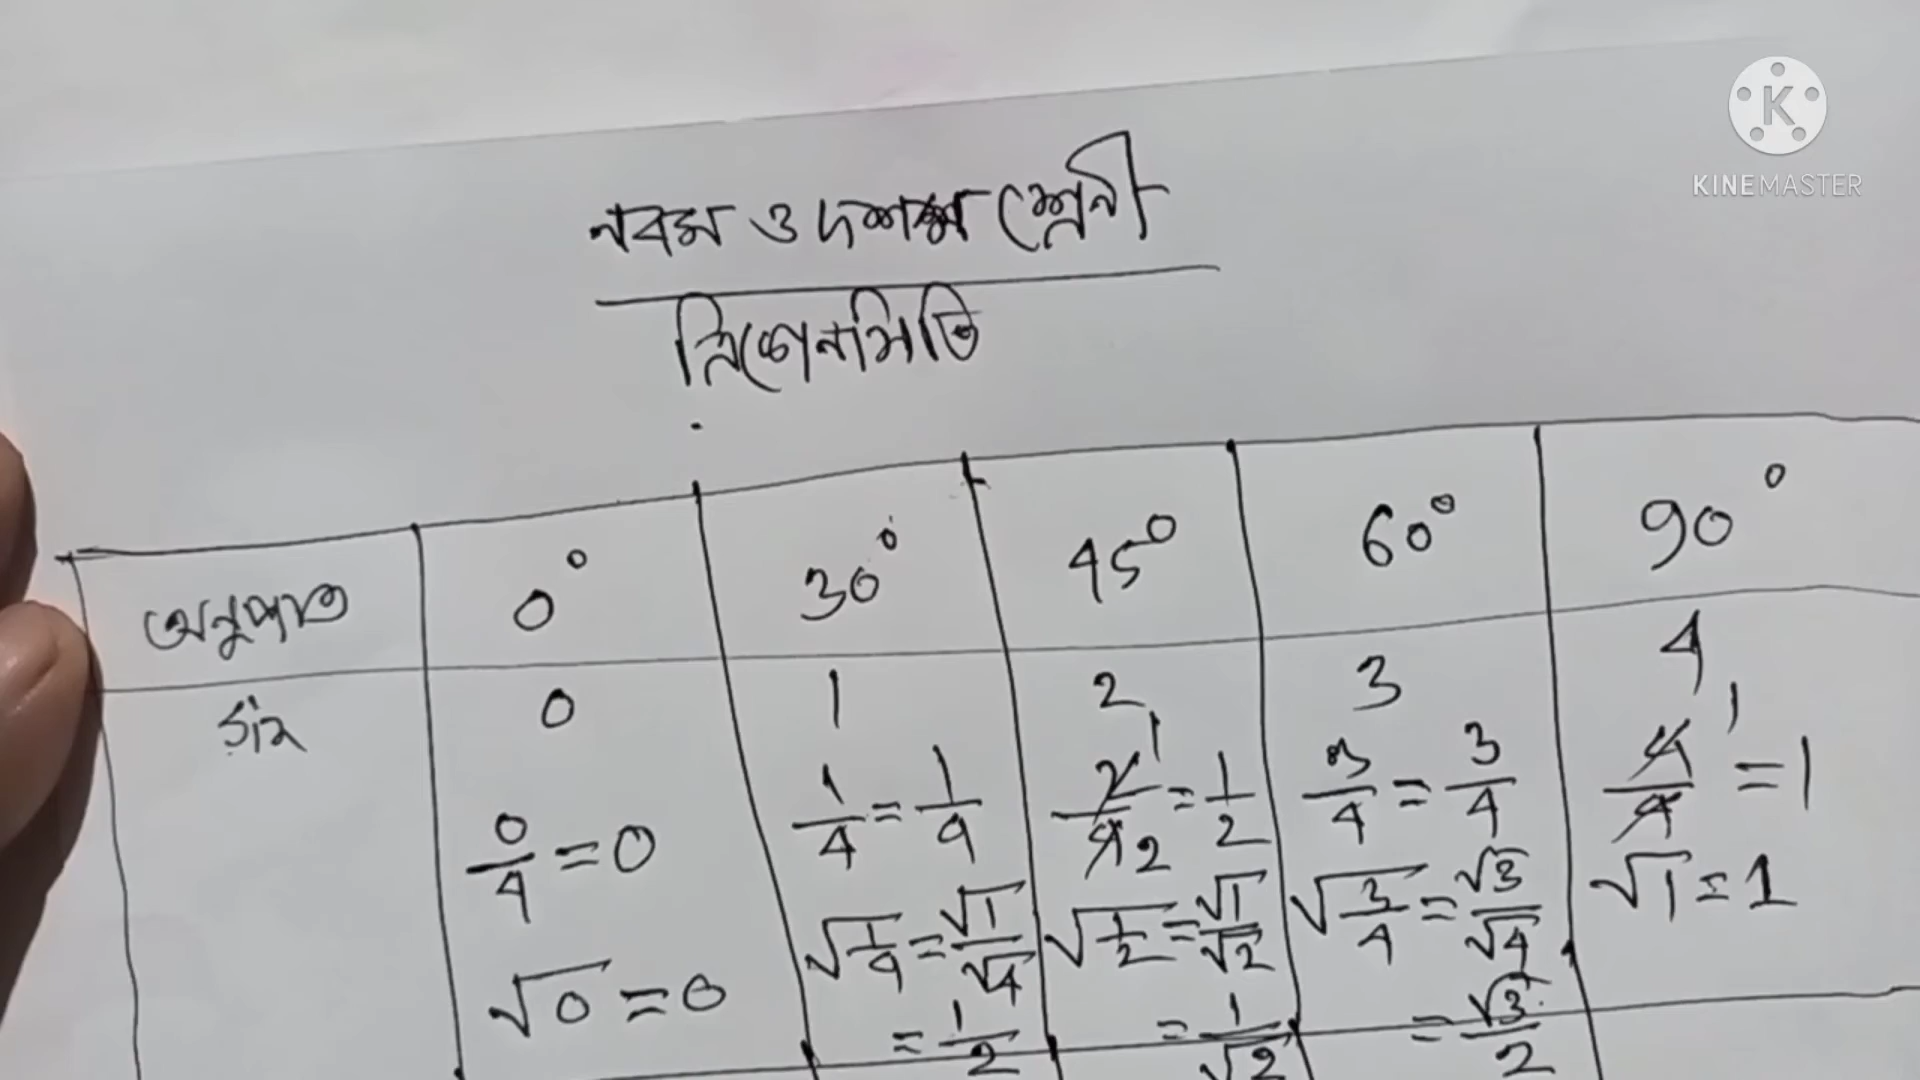 KINEMASTER
নবম ও দশম শ্রেনী
ত্রিকোনমিতি
অনুপাত 0° 30° 45° 60° 90°
সাইন 0 1 2 3 4
0/4 = 0 1/4 = 1/4 2/4 = 1/2 3/4 = 3/4 4/4 = 1
√0 = 0 √(1/4) = √1/√4 √(1/2) = √1/√2 √(3/4) = √3/√4 √1 = 1
= 1/2 = 1/√2 = √3/2